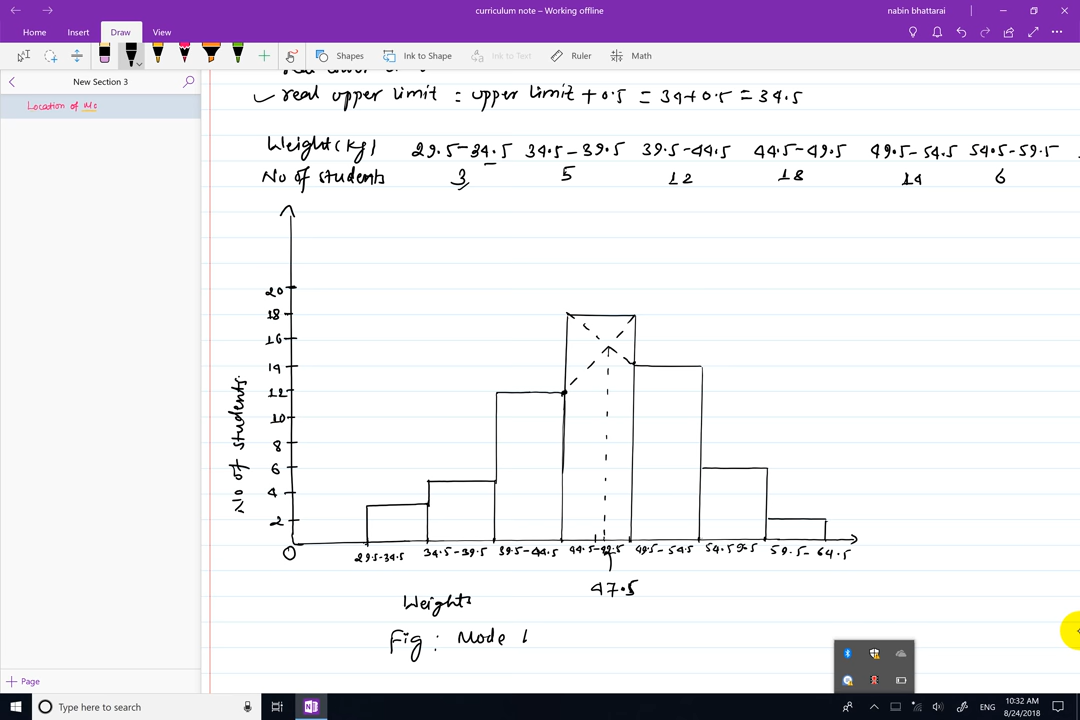 curriculum note – Working offline
nabin bhattarai
Home Insert Draw View
Shapes Ink to Shape Ink to Text Ruler Math
New Section 3
Location of Mo
✓ real upper limit = upper limit + 0.5 = 34+0.5 = 34.5
Weight(kg) 29.5-34.5 34.5-39.5 39.5-44.5 44.5-49.5 49.5-54.5 54.5-59.5
No of students 3 5 12 18 14 6
20
18
16
14
12
10
8
6
4
2
0
No of students.
29.5-34.5 34.5-39.5 39.5-44.5 44.5-49.5 49.5-54.5 54.5 59.5 59.5-64.5
47.5
Weights
Fig: Mode l
+ Page
Type here to search
ENG
10:32 AM
8/24/2018